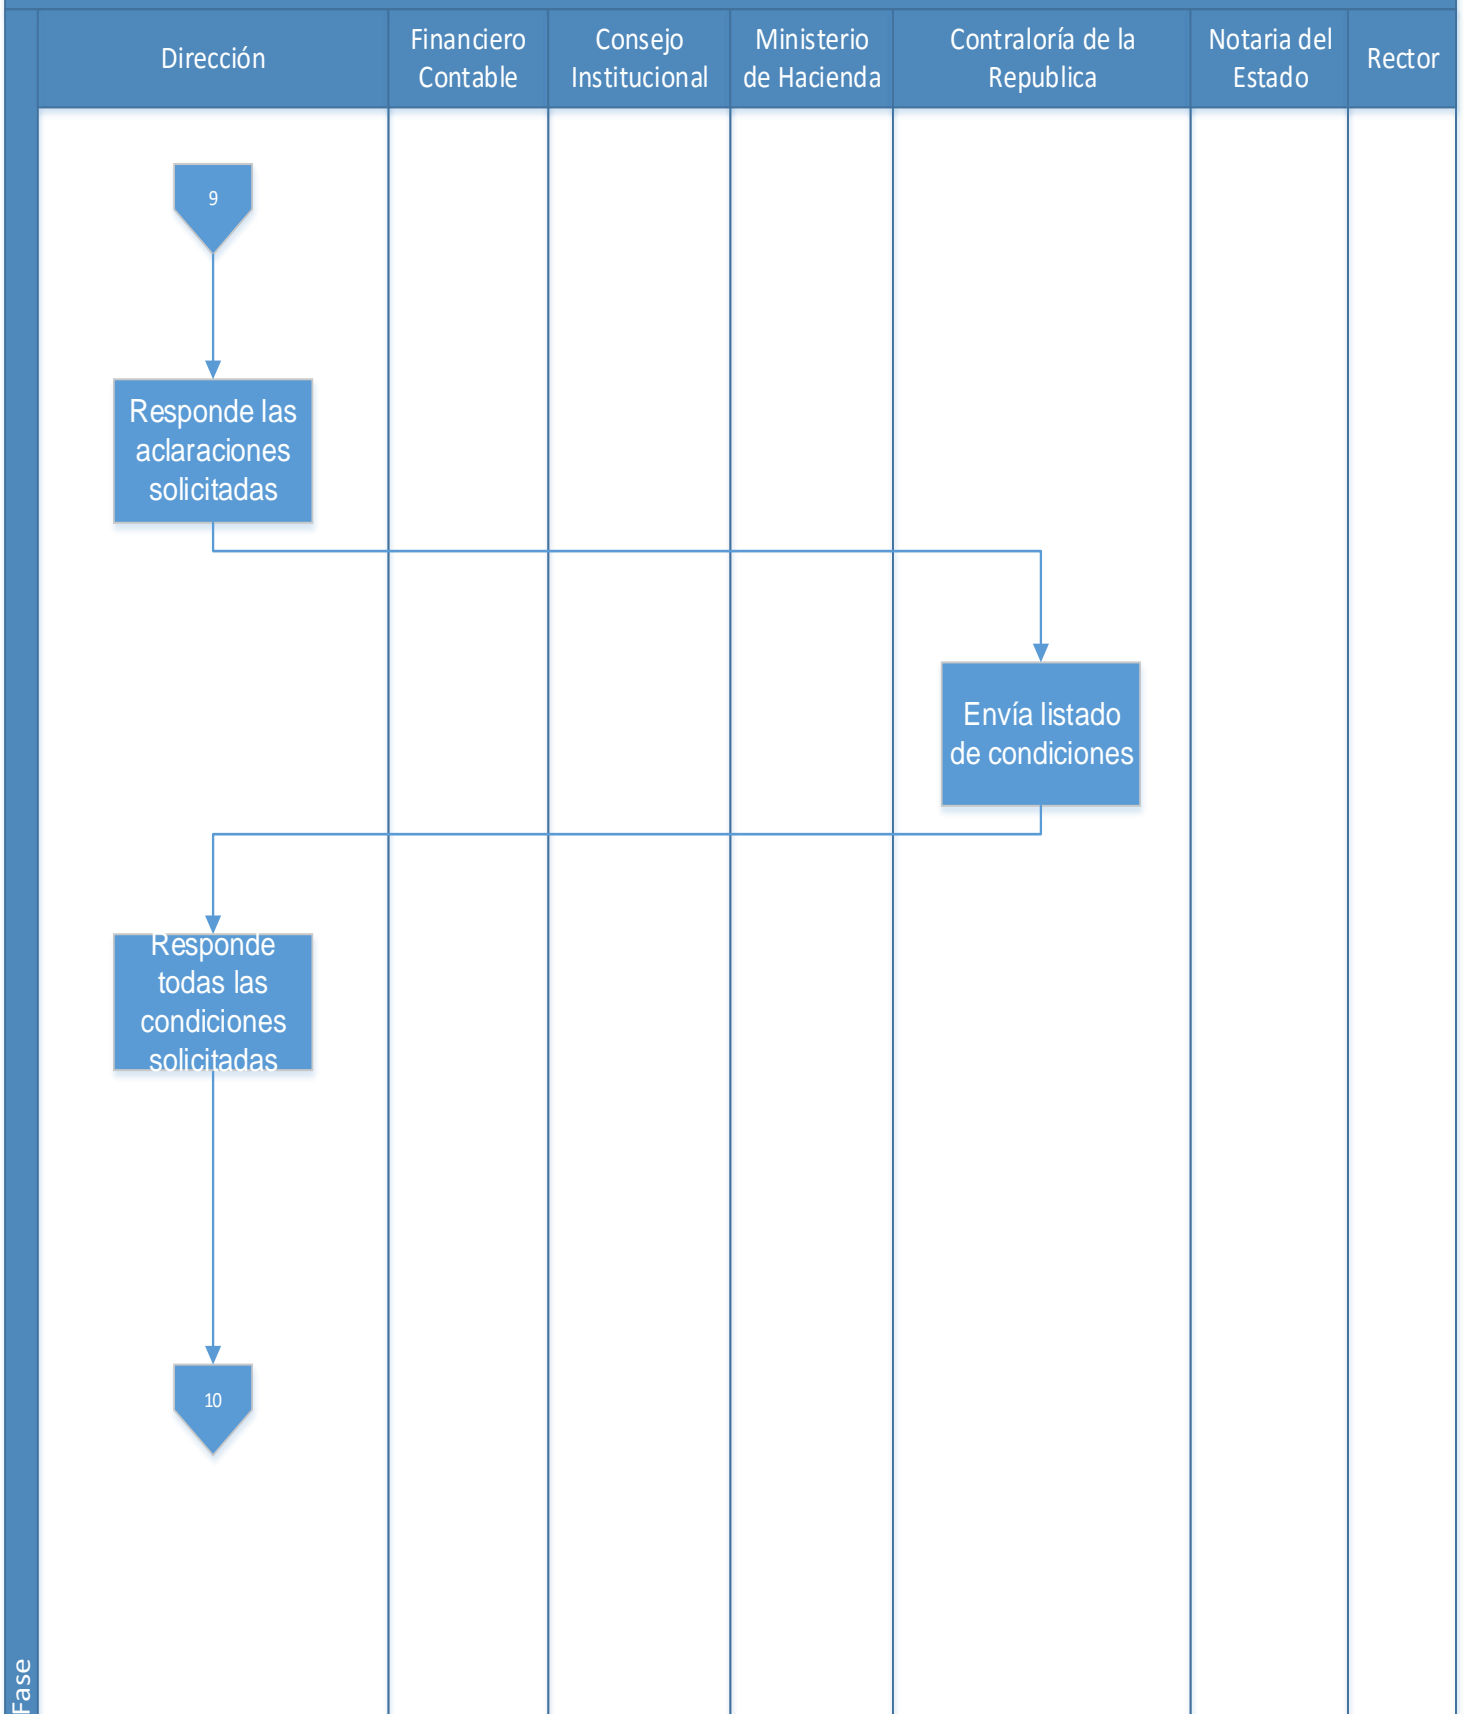 Dirección
Financiero
Contable
Consejo
Institucional
Ministerio
de Hacienda
Contraloría de la
Republica
Notaria del
Estado
Rector
9
Responde las
aclaraciones
solicitadas
Envía listado
de condiciones
Responde
todas las
condiciones
solicitadas
10
Fase